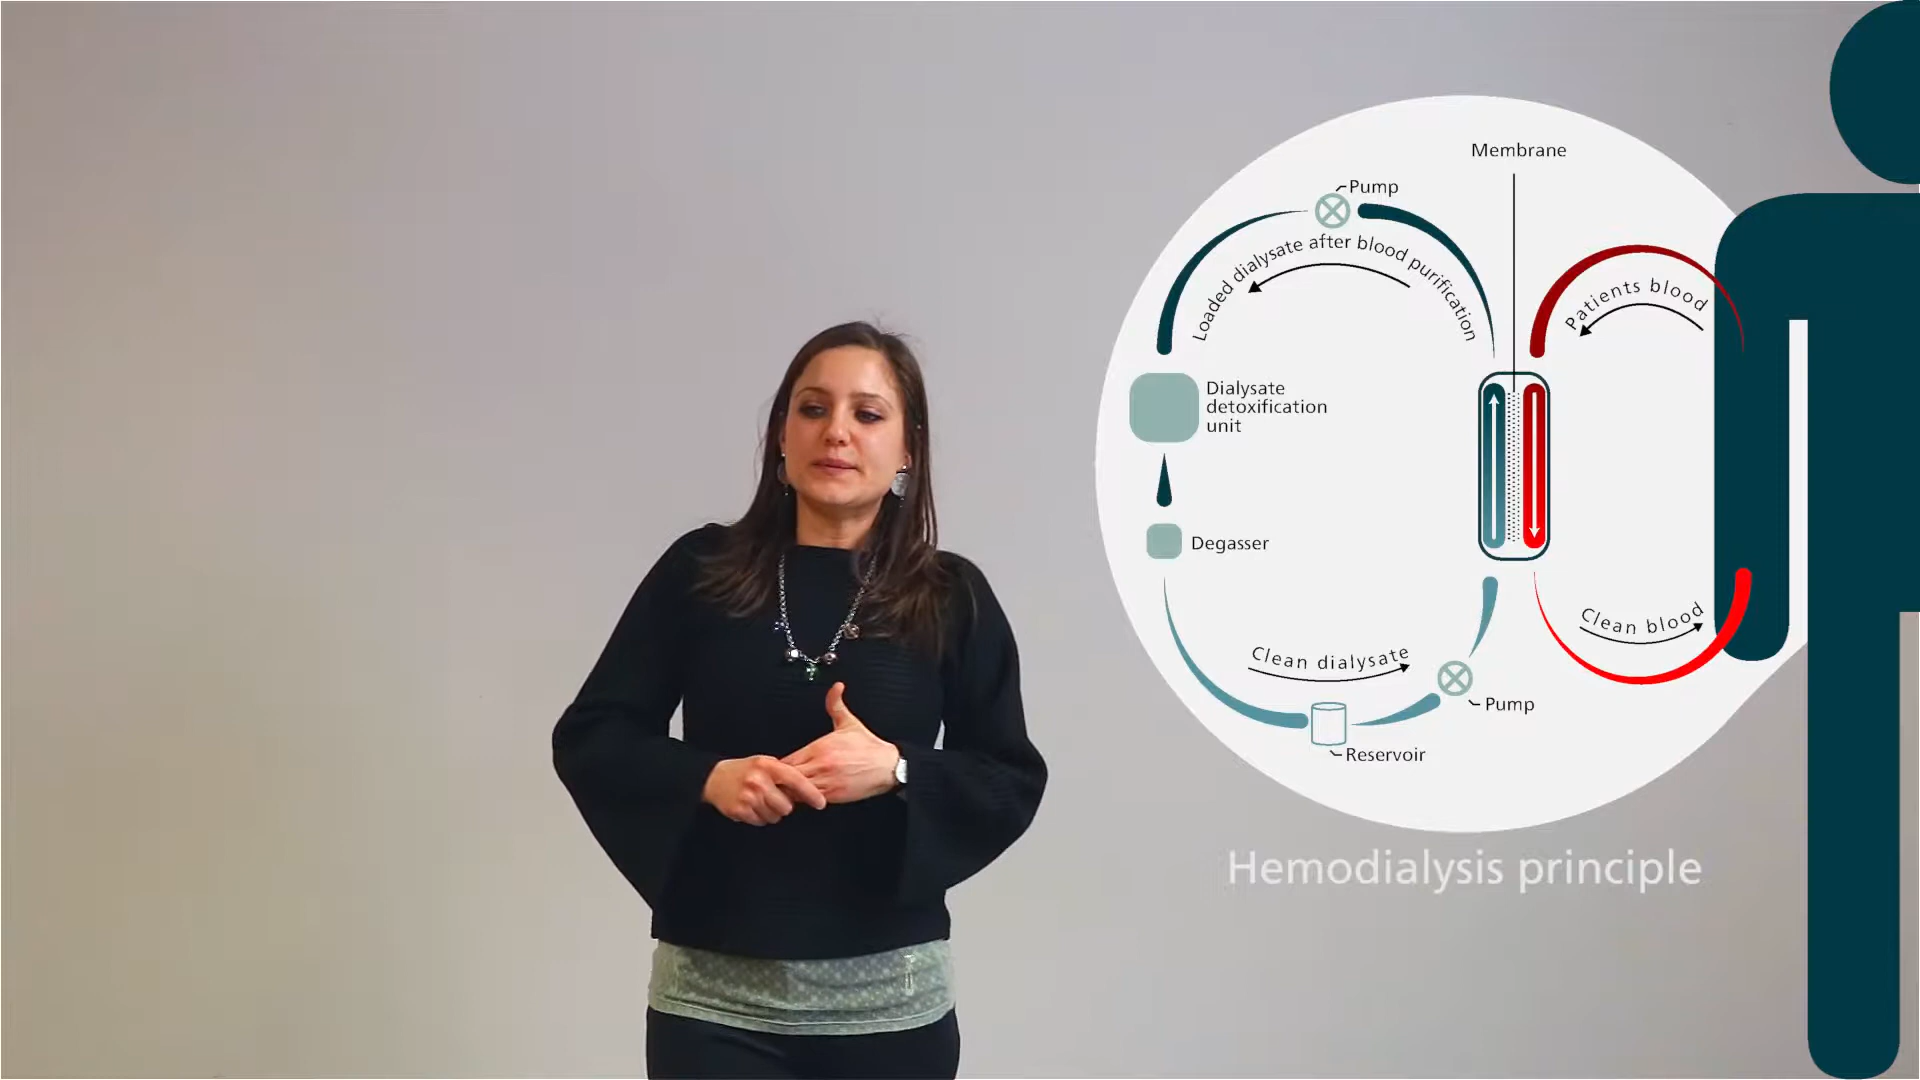 Membrane
Pump
Loaded dialysate after blood purification
Patients blood
Dialysate
detoxification
unit
Degasser
Clean blood
Clean dialysate
Pump
Reservoir
Hemodialysis principle